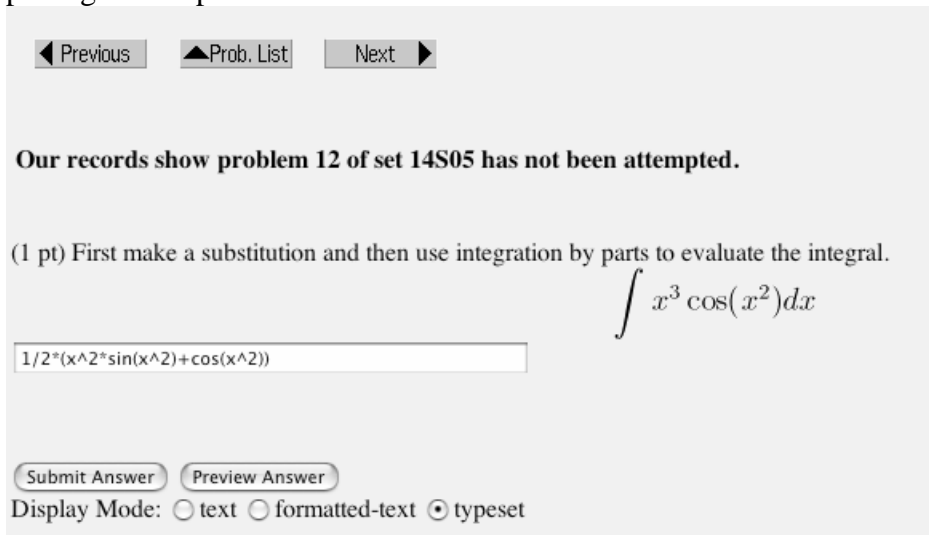 Previous Prob. List Next
Our records show problem 12 of set 14S05 has not been attempted.
(1 pt) First make a substitution and then use integration by parts to evaluate the integral.
∫ x³ cos(x²)dx
1/2*(x^2*sin(x^2)+cos(x^2))
Submit Answer Preview Answer
Display Mode: text formatted-text typeset